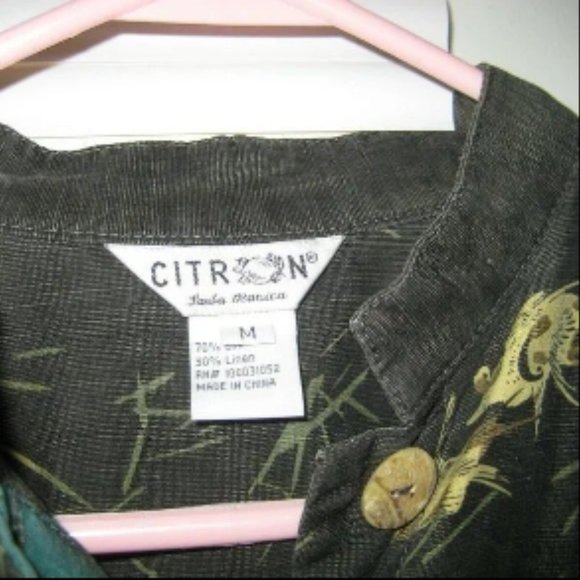 CITRON®
Santa Monica
M
70%
30% Linen
RN# 100031052
MADE IN CHINA